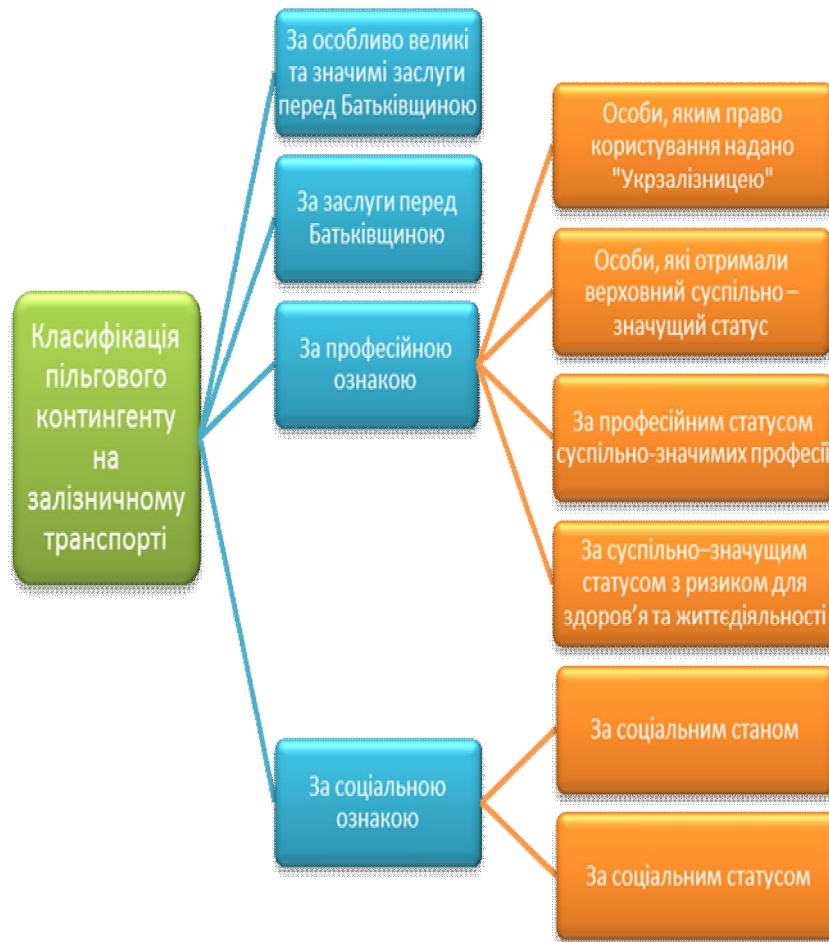 Класифікація
пільгового
контингенту
на
залізничному
транспорті
За особливо великі
та значимі заслуги
перед Батьківщиною
За заслуги перед
Батьківщиною
За професійною
ознакою
Особи, яким право
користування надано
"Укрзалізницею"
Особи, які отримали
верховний суспільно –
значущий статус
За професійним статусом
суспільно-значимих професії
За суспільно–значущим
статусом з ризиком для
здоров’я та життєдіяльності
За соціальною
ознакою
За соціальним станом
За соціальним статусом